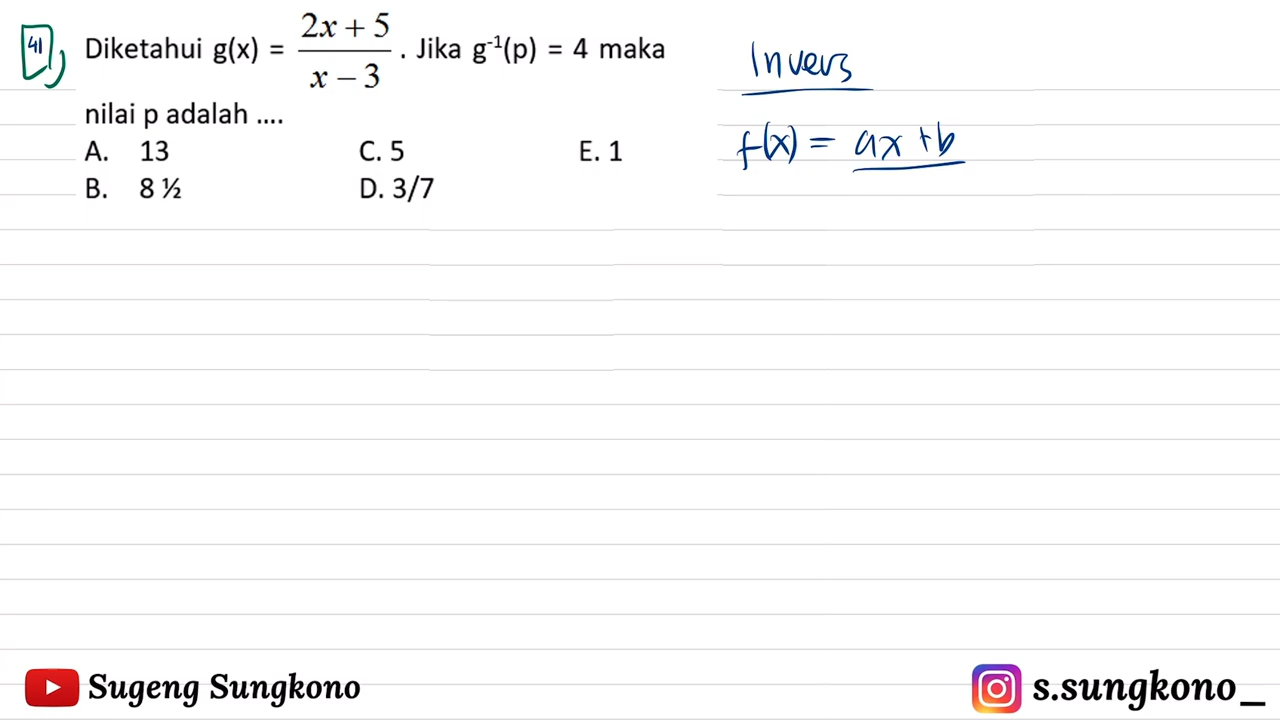 41) Diketahui g(x) = \frac{2x + 5}{x - 3} . Jika g⁻¹(p) = 4 maka
nilai p adalah ....
A. 13 C. 5 E. 1
B. 8 ½ D. 3/7
Invers
f(x) = ax + b
Sugeng Sungkono
s.sungkono_